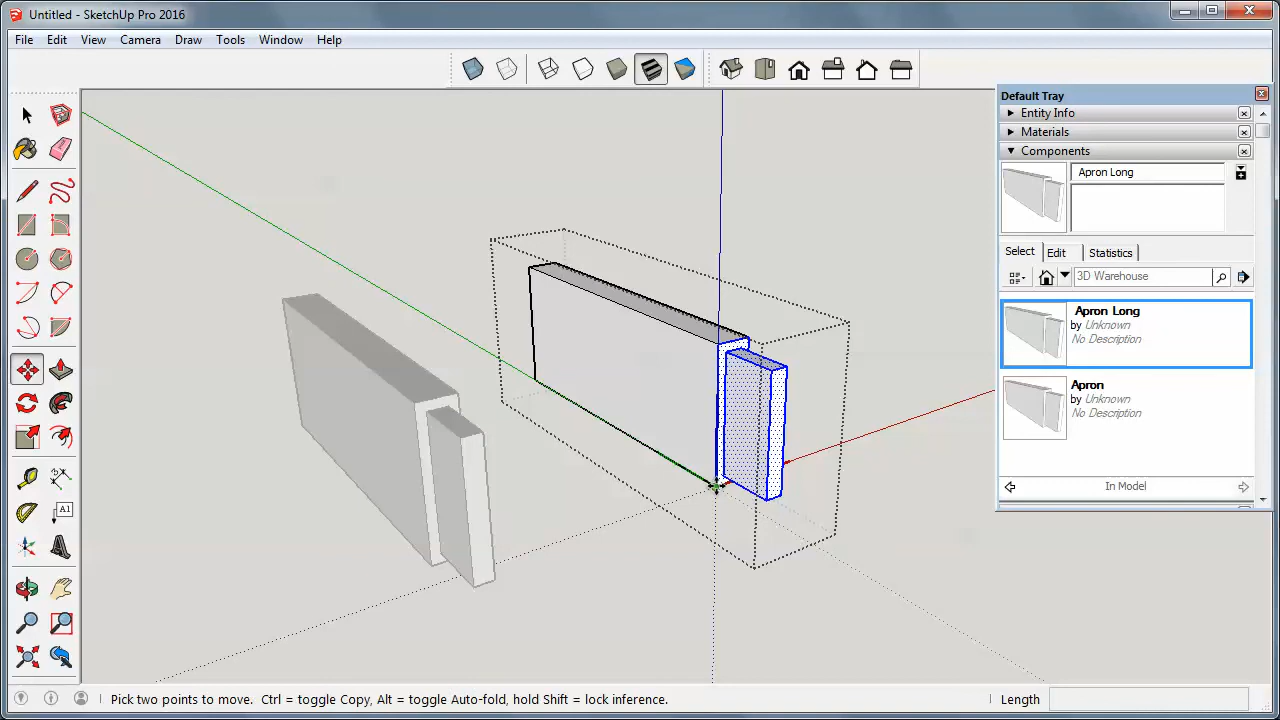 Untitled - SketchUp Pro 2016
File Edit View Camera Draw Tools Window Help
Default Tray
Entity Info
Materials
Components
Apron Long
Select Edit Statistics
3D Warehouse
Apron Long
by Unknown
No Description
Apron
by Unknown
No Description
In Model
A1
Pick two points to move. Ctrl = toggle Copy, Alt = toggle Auto-fold, hold Shift = lock inference.
Length